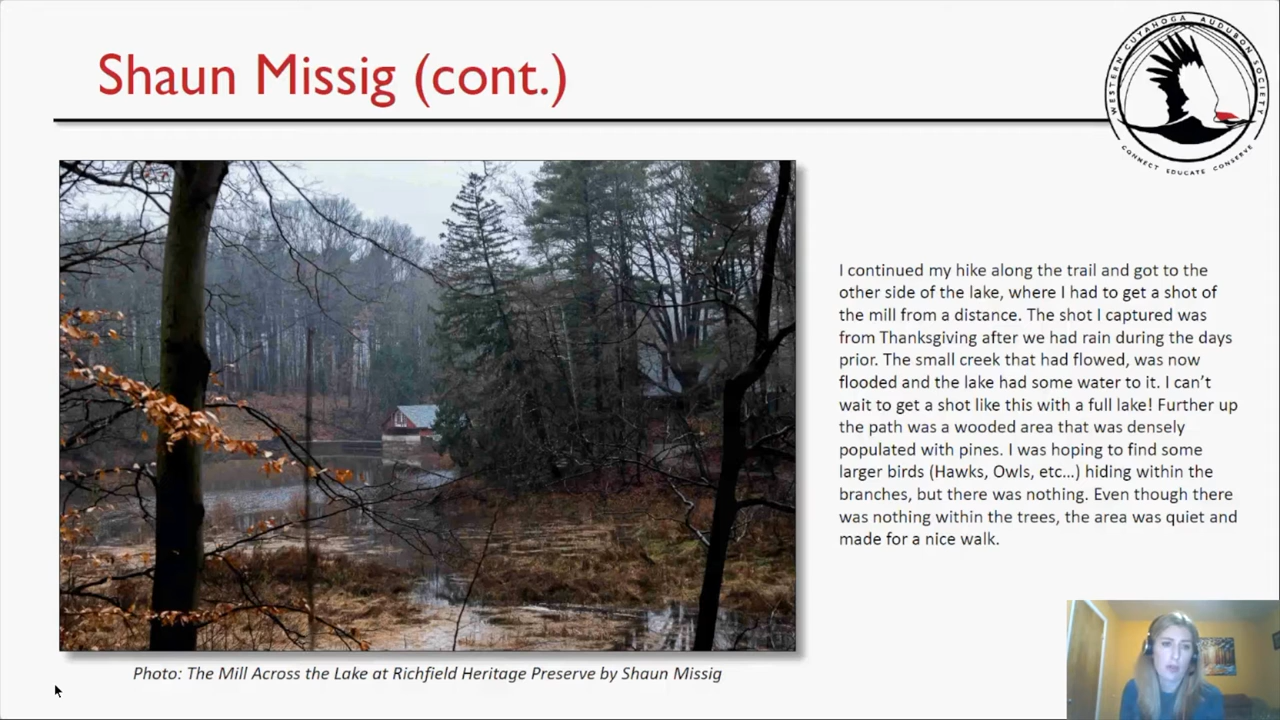 Shaun Missig (cont.)
WESTERN CUYAHOGA AUDUBON SOCIETY
CONNECT EDUCATE CONSERVE
I continued my hike along the trail and got to the
other side of the lake, where I had to get a shot of
the mill from a distance. The shot I captured was
from Thanksgiving after we had rain during the days
prior. The small creek that had flowed, was now
flooded and the lake had some water to it. I can’t
wait to get a shot like this with a full lake! Further up
the path was a wooded area that was densely
populated with pines. I was hoping to find some
larger birds (Hawks, Owls, etc...) hiding within the
branches, but there was nothing. Even though there
was nothing within the trees, the area was quiet and
made for a nice walk.
Photo: The Mill Across the Lake at Richfield Heritage Preserve by Shaun Missig